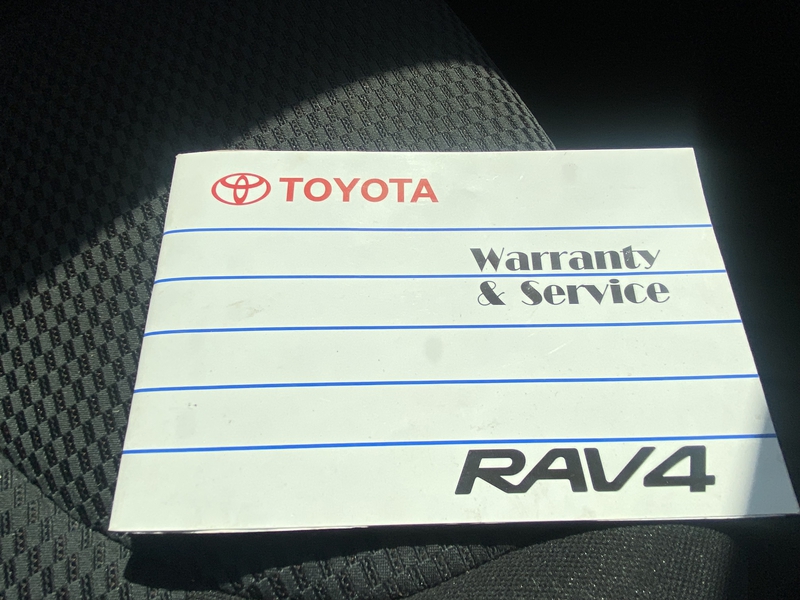 TOYOTA
Warranty
& Service
RAV4